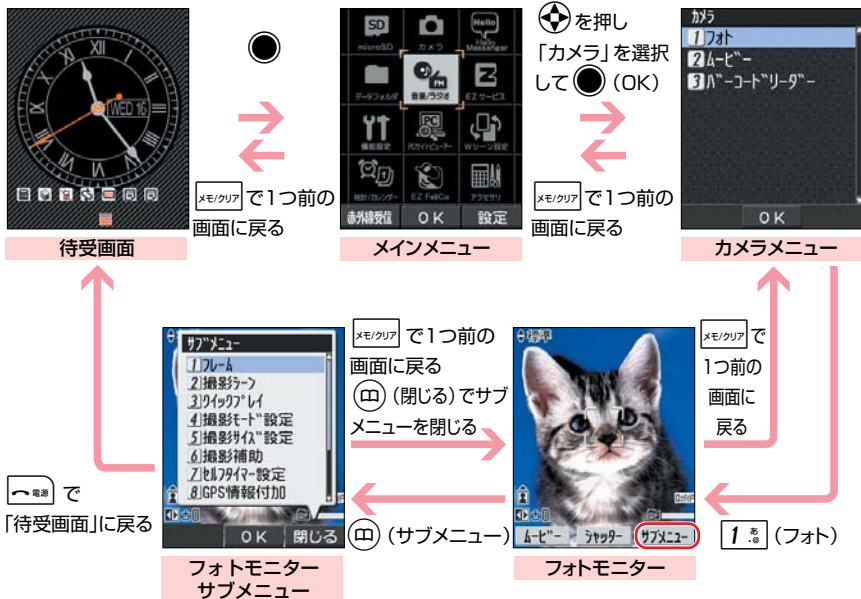 XII
WED 16
VI
メモ/クリア で1つ前の
画面に戻る
待受画面
SD
microSD
カメラ
Hello
Hello
Messenger
データフォルダ
FM
音楽/ラジオ
Z
EZサービス
機能設定
PC
PCサイトビューアー
Wシーン設定
時計/カレンダー
EZ FeliCa
アクセサリ
赤外線受信
OK
設定
メインメニュー
を押し
「カメラ」を選択
して (OK)
メモ/クリア で1つ前の
画面に戻る
カメラ
1 フォト
2 ムービー
3 バーコードリーダー
OK
カメラメニュー
電源 で
「待受画面」に戻る
サブメニュー
1 フレーム
2 撮影シーン
3 クイックプレイ
4 撮影モード設定
5 撮影サイズ設定
6 撮影補助
7 セルフタイマー設定
8 GPS情報付加
OK
閉じる
フォトモニター
サブメニュー
メモ/クリア で1つ前の
画面に戻る
(閉じる)でサブ
メニューを閉じる
(サブメニュー)
標準
ムービー
シャッター
サブメニュー
フォトモニター
メモ/クリア で
1つ前の
画面に
戻る
1 あ .@ (フォト)